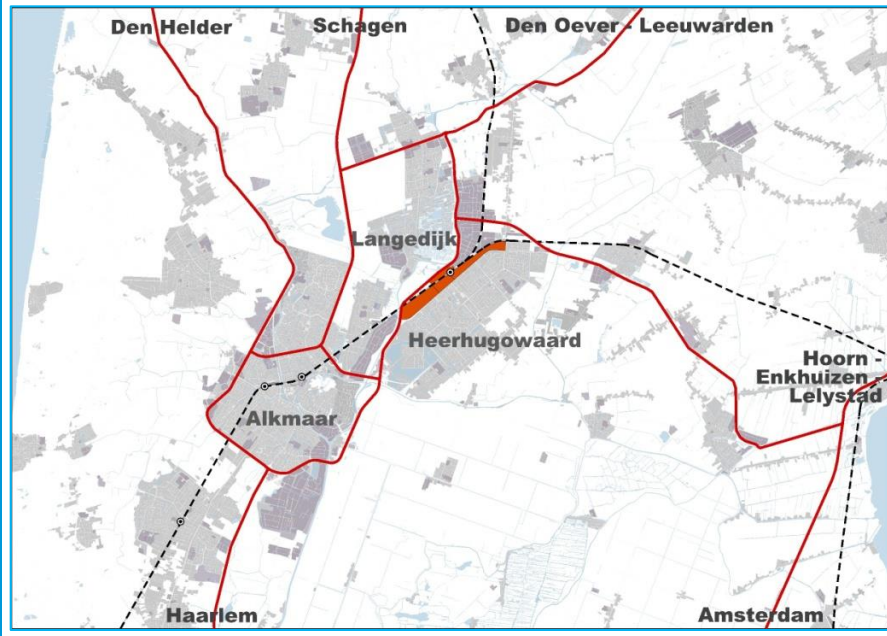 Den Helder
Schagen
Den Oever - Leeuwarden
Langedijk
Heerhugowaard
Hoorn -
Enkhuizen -
Lelystad
Alkmaar
Haarlem
Amsterdam